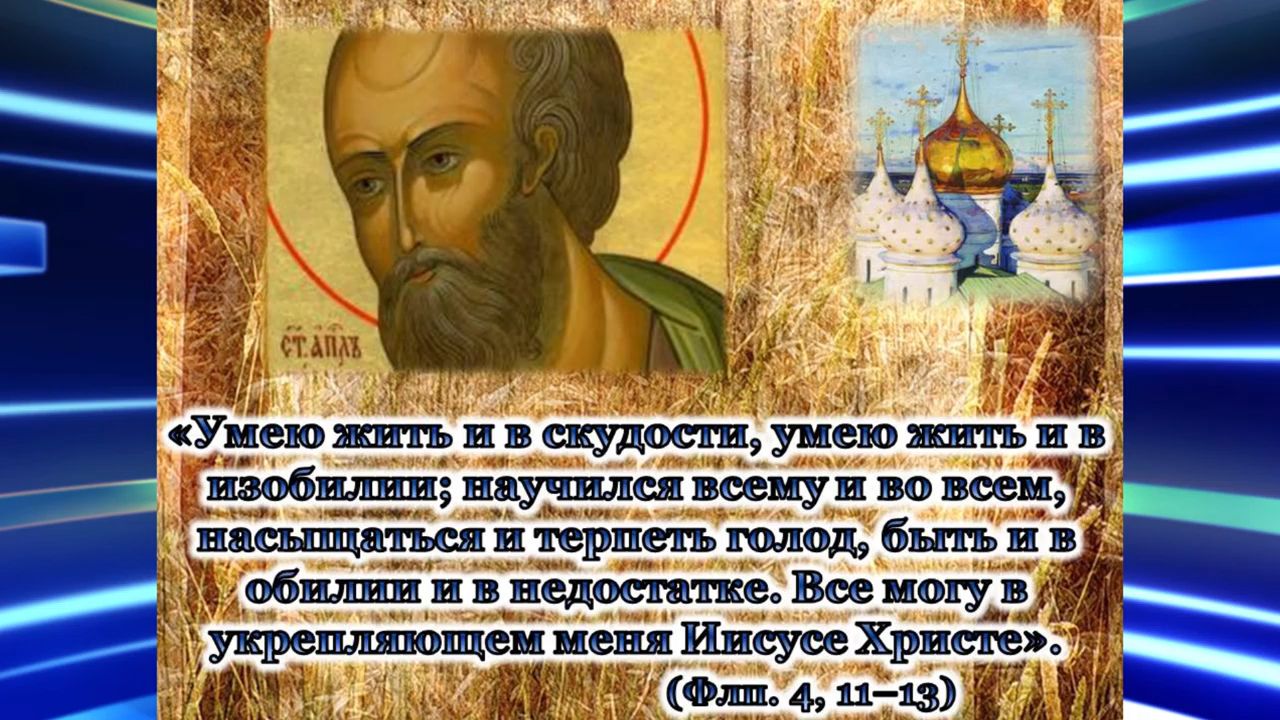 СТ. АПЛЪ
«Умею жить и в скудости, умею жить и в
изобилии; научился всему и во всем,
насыщаться и терпеть голод, быть и в
обилии и в недостатке. Все могу в
укрепляющем меня Иисусе Христе».
(Флп. 4, 11–13)